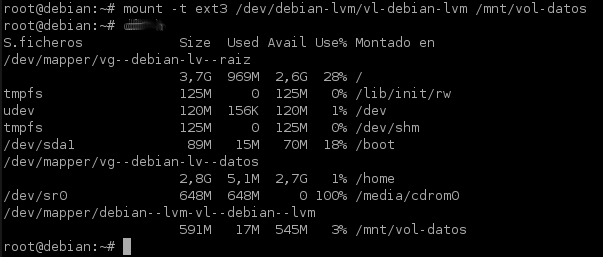 root@debian:~# mount -t ext3 /dev/debian-lvm/vl-debian-lvm /mnt/vol-datos
root@debian:~#
S.ficheros Size Used Avail Use% Montado en
/dev/mapper/vg--debian-lv--raiz
3,7G 969M 2,6G 28% /
tmpfs 125M 0 125M 0% /lib/init/rw
udev 120M 156K 120M 1% /dev
tmpfs 125M 0 125M 0% /dev/shm
/dev/sda1 89M 15M 70M 18% /boot
/dev/mapper/vg--debian-lv--datos
2,8G 5,1M 2,7G 1% /home
/dev/sr0 648M 648M 0 100% /media/cdrom0
/dev/mapper/debian--lvm-vl--debian--lvm
591M 17M 545M 3% /mnt/vol-datos
root@debian:~#